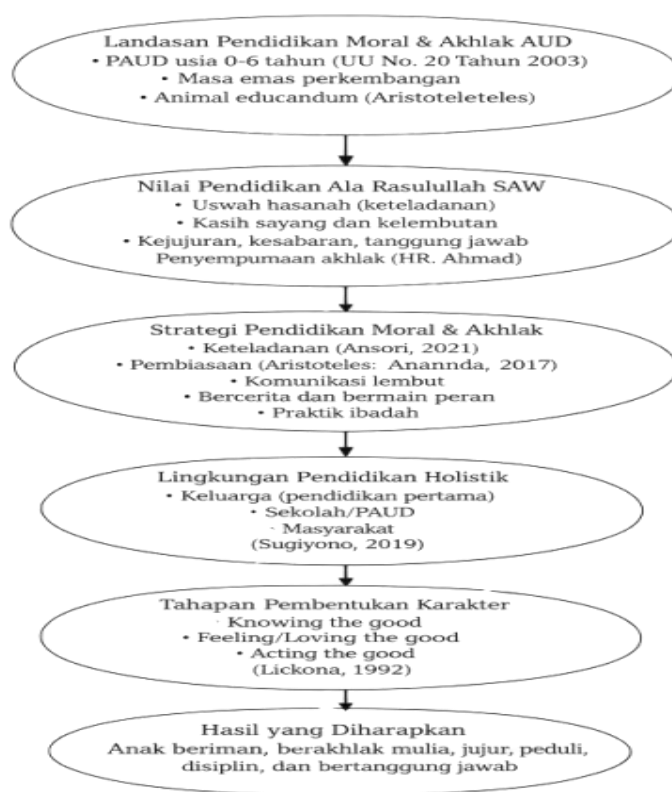 Landasan Pendidikan Moral & Akhlak AUD
• PAUD usia 0-6 tahun (UU No. 20 Tahun 2003)
• Masa emas perkembangan
• Animal educandum (Aristoteleteles)
Nilai Pendidikan Ala Rasulullah SAW
• Uswah hasanah (keteladanan)
• Kasih sayang dan kelembutan
• Kejujuran, kesabaran, tanggung jawab
Penyempumaan akhlak (HR. Ahmad)
Strategi Pendidikan Moral & Akhlak
• Keteladanan (Ansori, 2021)
• Pembiasaan (Aristoteles: Anannda, 2017)
• Komunikasi lembut
• Bercerita dan bermain peran
• Praktik ibadah
Lingkungan Pendidikan Holistik
• Keluarga (pendidikan pertama)
• Sekolah/PAUD
· Masyarakat
(Sugiyono, 2019)
Tahapan Pembentukan Karakter
· Knowing the good
• Feeling/Loving the good
• Acting the good
(Lickona, 1992)
Hasil yang Diharapkan
Anak beriman, berakhlak mulia, jujur, peduli,
disiplin, dan bertanggung jawab